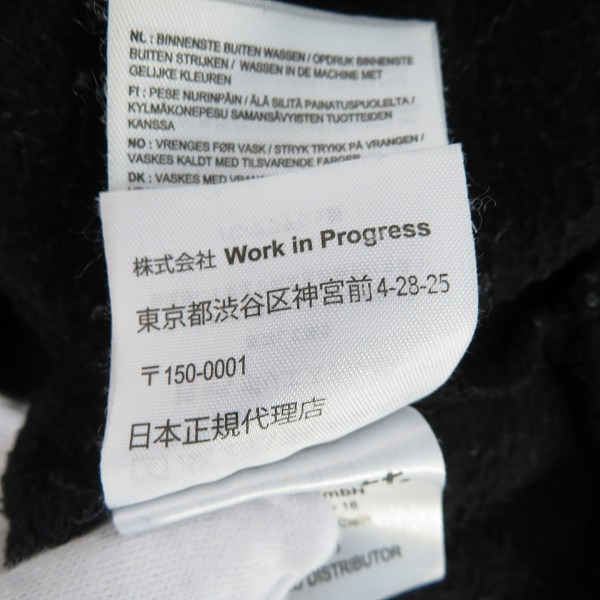 NL : BINNENSTE BUITEN WASSEN / OPDRUK BINNENSTE
BUITEN STRIJKEN / WASSEN IN DE MACHINE MET
GELIJKE KLEUREN
FI : PESE NURINPÄIN / ÄLÄ SILITÄ PAINATUSPUOLELTA /
KYLMÄKONEPESU SAMANSÄVYISTEN TUOTTEIDEN
KANSSA
NO : VRENGES FØR VASK / STRYK TRYKK PÅ VRANGEN /
VASKES KALDT MED TILSVARENDE FARGER
DK : VASKES MED
株式会社 Work in Progress
東京都渋谷区神宮前4-28-25
〒150-0001
日本正規代理店
DISTRIBUTOR